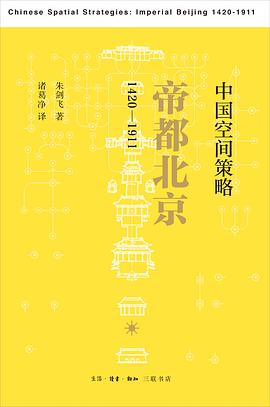 Chinese Spatial Strategies: Imperial Beijing 1420-1911
中国空间策略
帝都北京
1420—1911
朱剑飞 著
诸葛净 译
生活·讀書·新知 三联书店